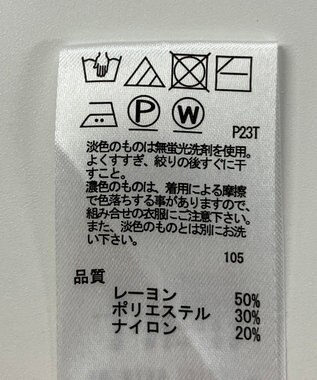 P W P23T
淡色のものは無蛍光洗剤を使用。
よくすすぎ、絞りの後すぐに干
すこと。
濃色のものは、着用による摩擦
で色落ちする事がありますので、
組み合せの衣服にご注意下さい。
また、淡色のものとは別にお洗
い下さい。
105
品質
レーヨン 50%
ポリエステル 30%
ナイロン 20%